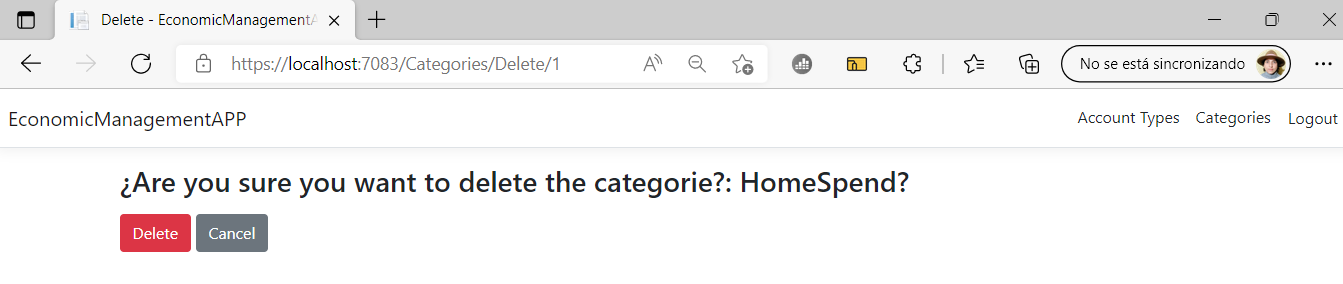 Delete - EconomicManagementA
https://localhost:7083/Categories/Delete/1
No se está sincronizando
EconomicManagementAPP
Account Types Categories Logout
¿Are you sure you want to delete the categorie?: HomeSpend?
Delete Cancel